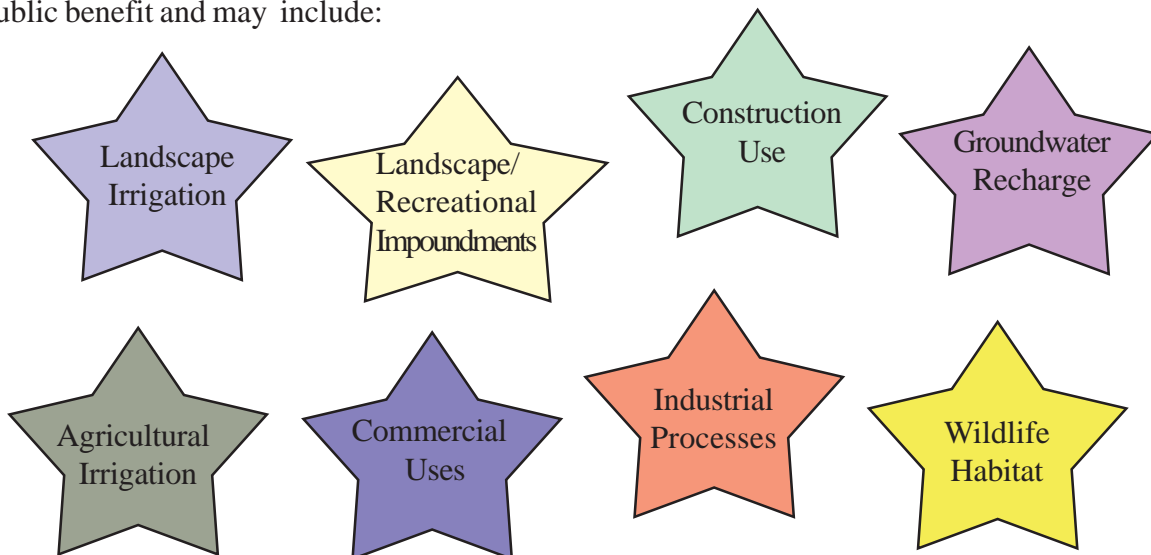 ublic benefit and may include:
Landscape
Irrigation
Landscape/
Recreational
Impoundments
Construction
Use
Groundwater
Recharge
Agricultural
Irrigation
Commercial
Uses
Industrial
Processes
Wildlife
Habitat